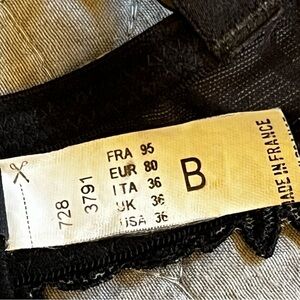 728
3791
FRA 95
EUR 80
ITA 36
UK 36
USA 36
B
MADE IN FRANCE